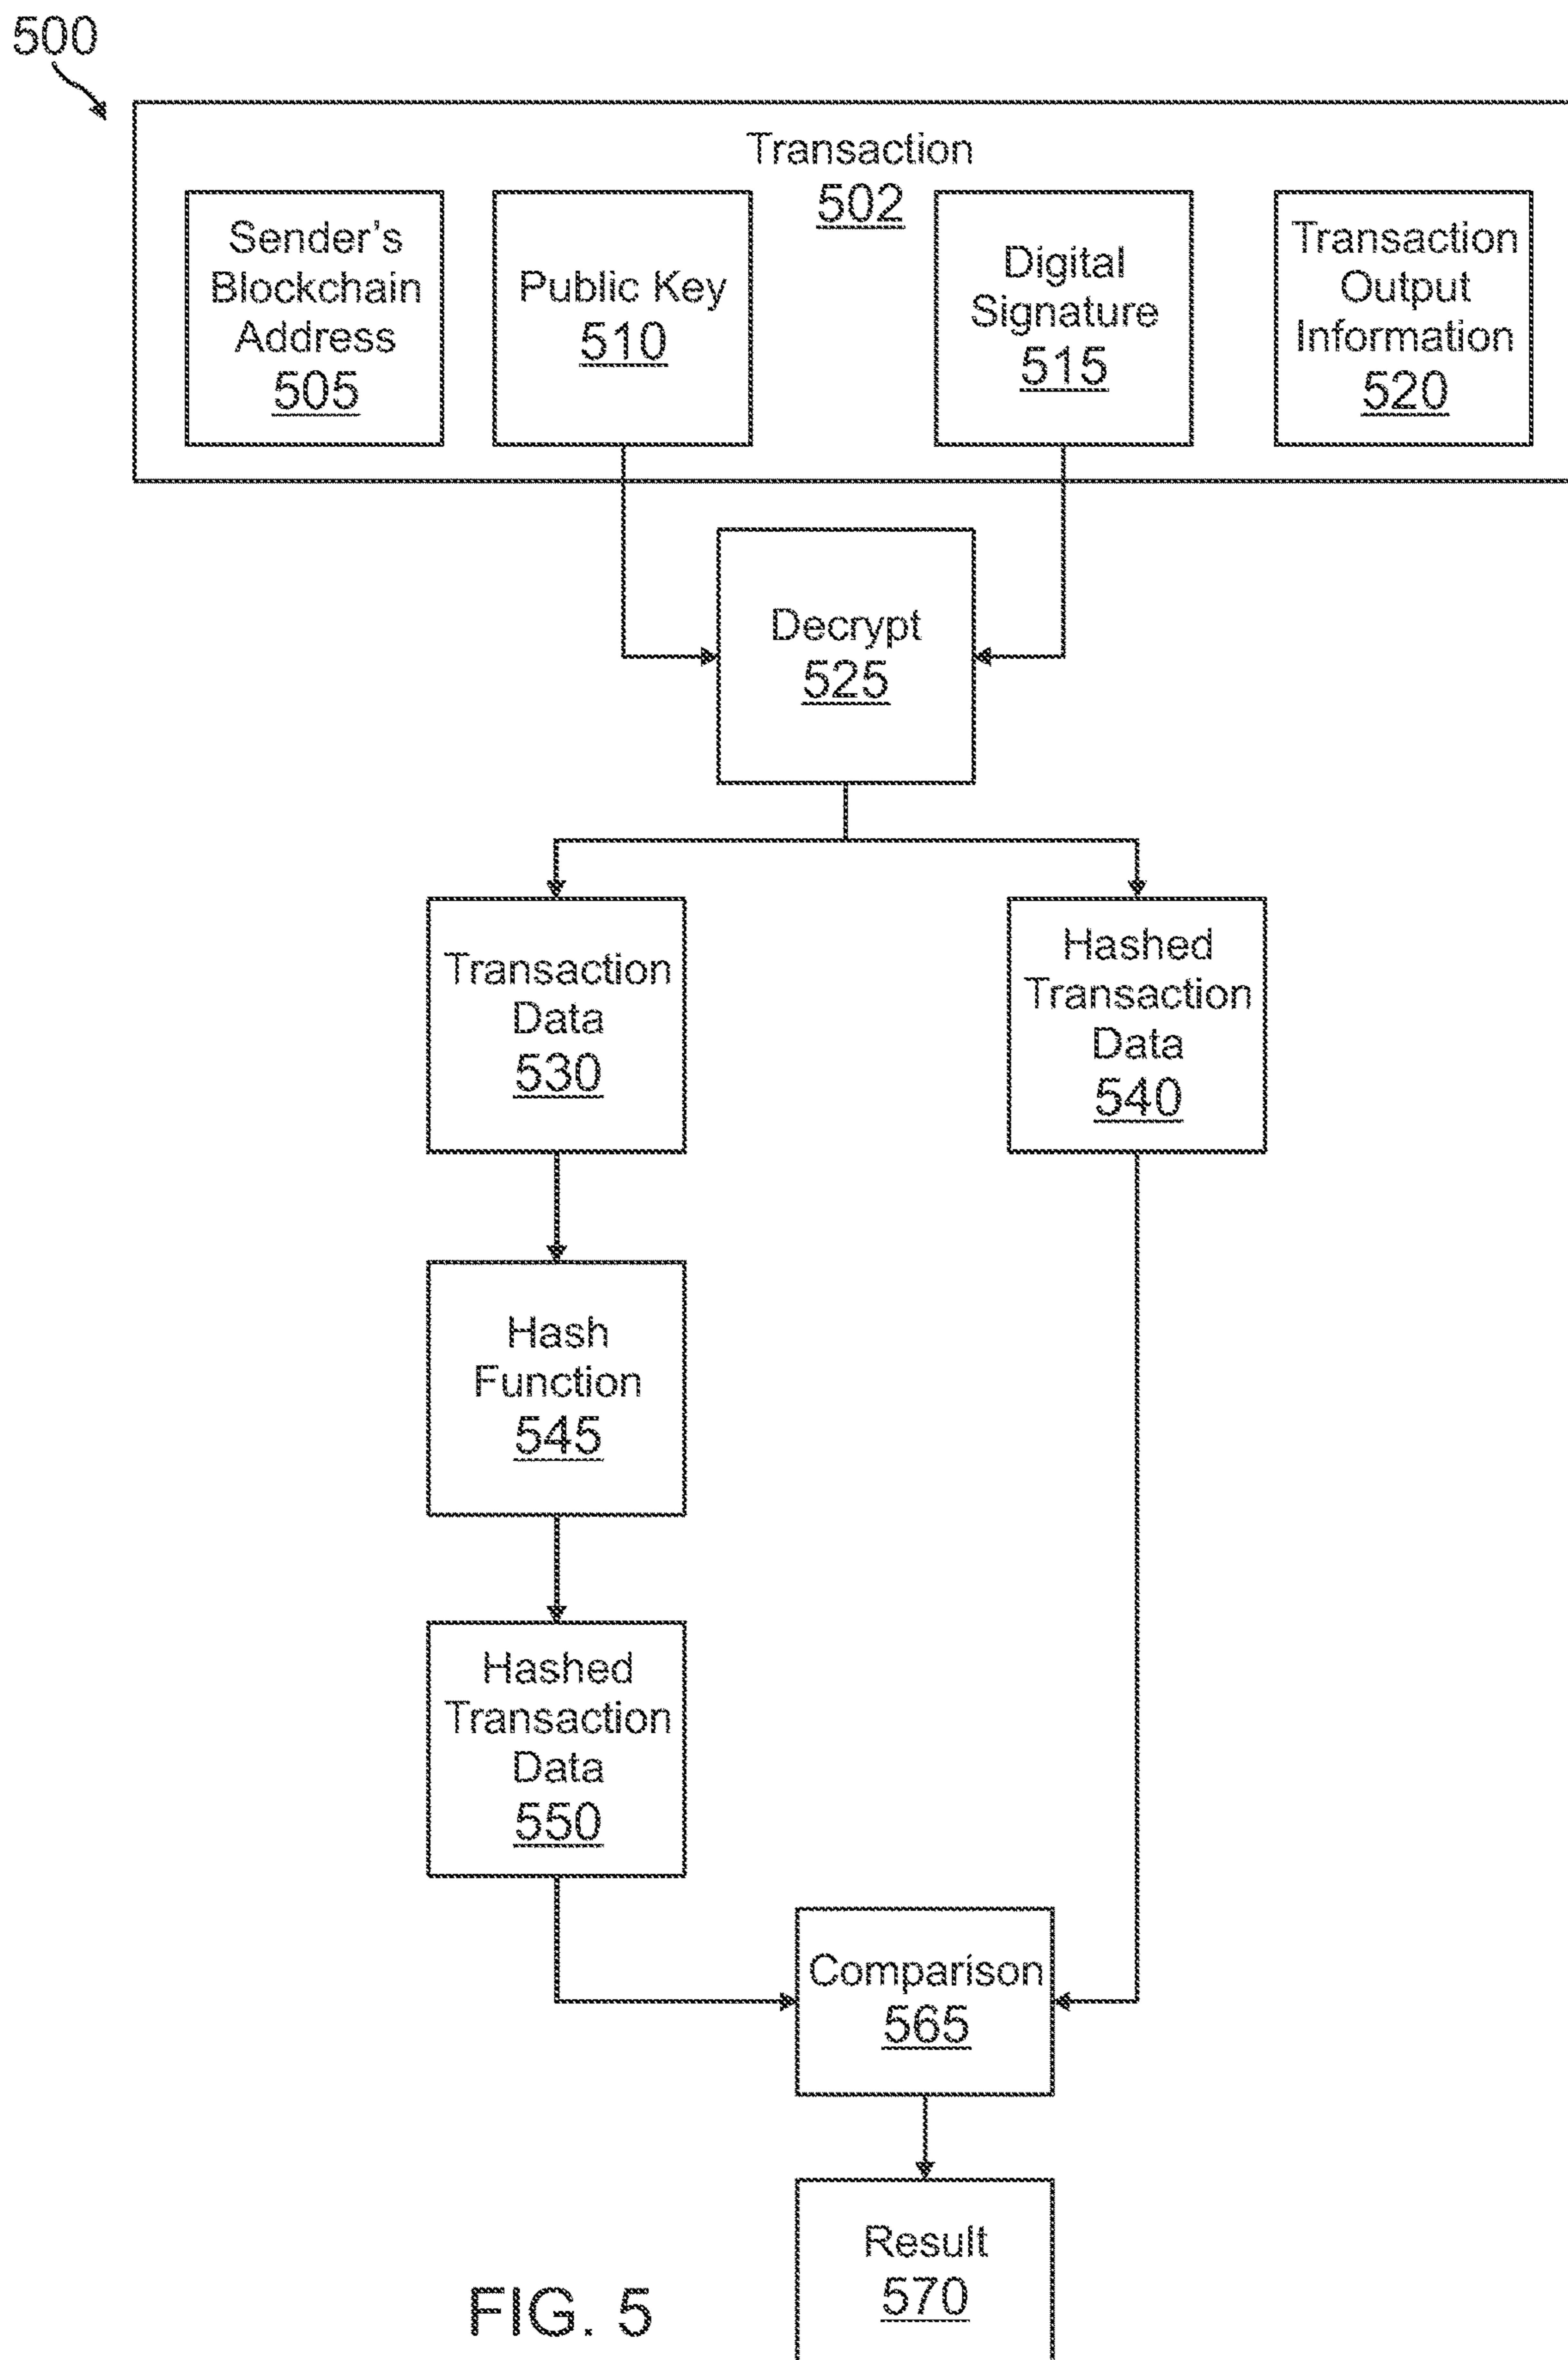 500
Transaction
502
Sender's
Blockchain
Address
505
Public Key
510
Digital
Signature
515
Transaction
Output
Information
520
Decrypt
525
Transaction
Data
530
Hashed
Transaction
Data
540
Hash
Function
545
Hashed
Transaction
Data
550
Comparison
565
Result
570
FIG. 5